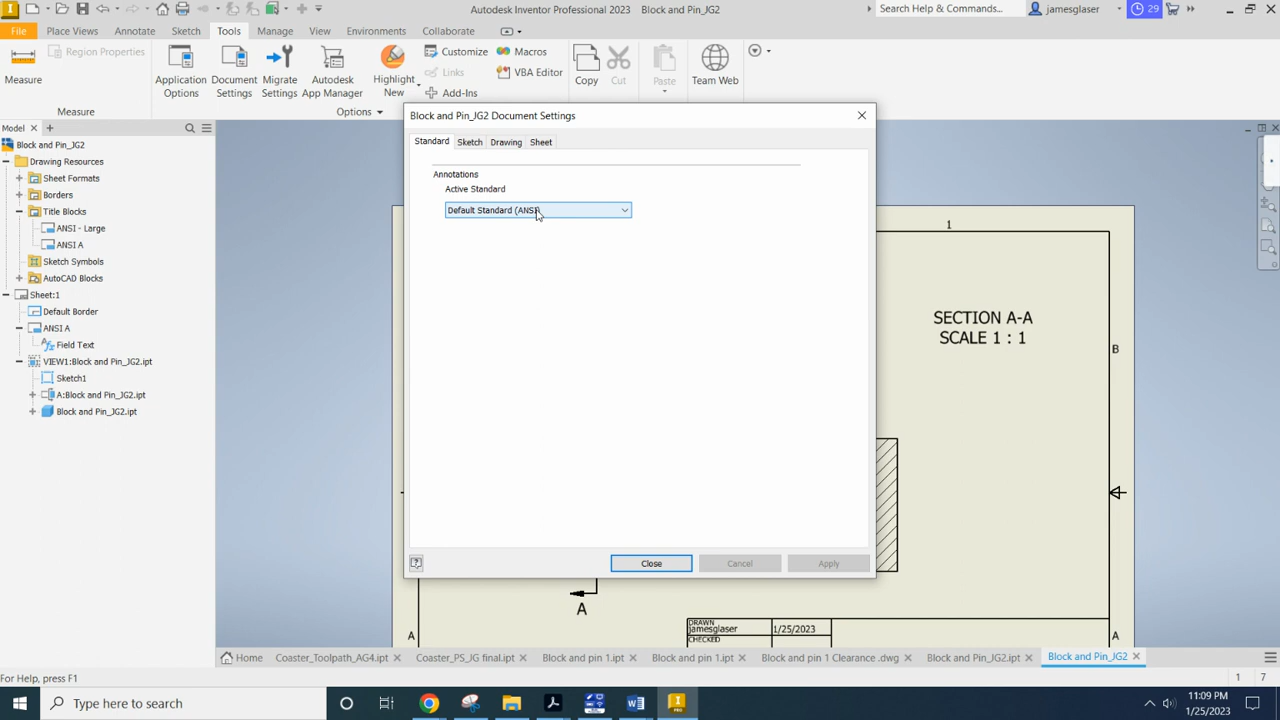 Autodesk Inventor Professional 2023 Block and Pin_JG2
Search Help & Commands...
jamesglaser
29
File Place Views Annotate Sketch Tools Manage View Environments Collaborate
Measure
Region Properties
Application Options
Document Settings
Migrate Settings
Autodesk App Manager
Highlight New
Customize
Links
Add-Ins
Macros
VBA Editor
Copy
Cut
Paste
Team Web
Measure
Options
Model
Block and Pin_JG2
Drawing Resources
Sheet Formats
Borders
Title Blocks
ANSI - Large
ANSI A
Sketch Symbols
AutoCAD Blocks
Sheet:1
Default Border
ANSI A
Field Text
VIEW1:Block and Pin_JG2.ipt
Sketch1
A:Block and Pin_JG2.ipt
Block and Pin_JG2.ipt
Block and Pin_JG2 Document Settings
Standard Sketch Drawing Sheet
Annotations
Active Standard
Default Standard (ANSI)
Close Cancel Apply
1
SECTION A-A
SCALE 1 : 1
B
A
A
A
DRAWN
jamesglaser 1/25/2023
CHECKED
Home Coaster_Toolpath_AG4.ipt Coaster_PS_JG final.ipt Block and pin 1.ipt Block and pin 1.ipt Block and pin 1 Clearance .dwg Block and Pin_JG2.ipt Block and Pin_JG2
For Help, press F1
1 7
Type here to search
PRO
11:09 PM
1/25/2023